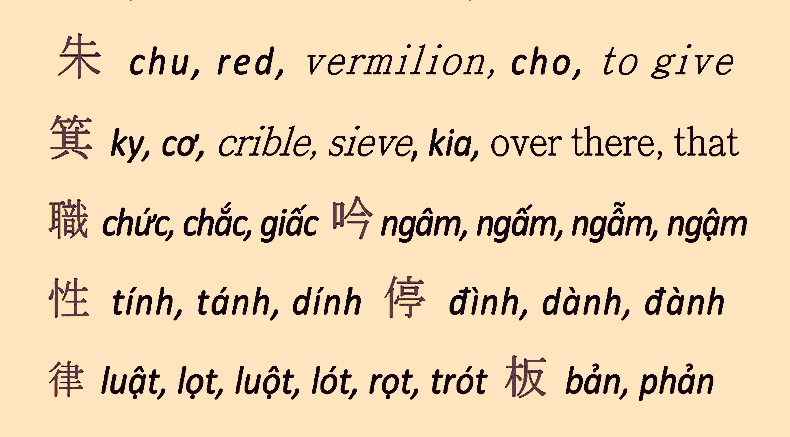 朱 chu, red, vermilion, cho, to give
箕 ky, cơ, crible, sieve, kia, over there, that
職 chức, chắc, giấc 吟 ngâm, ngấm, ngẫm, ngậm
性 tính, tánh, dính 停 đình, dành, đành
律 luật, lọt, luột, lót, rọt, trót 板 bản, phản